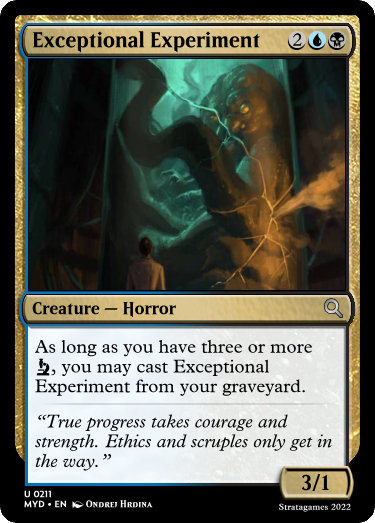 Exceptional Experiment 2
Creature — Horror
As long as you have three or more
, you may cast Exceptional
Experiment from your graveyard.
“True progress takes courage and
strength. Ethics and scruples only get in
the way.”
3/1
U 0211
MYD • EN Ondrej Hrdina
Stratagames 2022